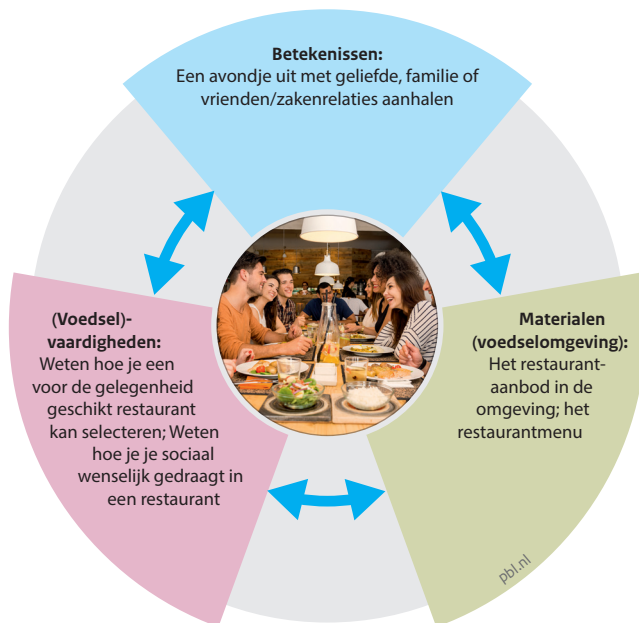 Betekenissen:
Een avondje uit met geliefde, familie of
vrienden/zakenrelaties aanhalen
(Voedsel)-
vaardigheden:
Weten hoe je een
voor de gelegenheid
geschikt restaurant
kan selecteren; Weten
hoe je je sociaal
wenselijk gedraagt in
een restaurant
Materialen
(voedselomgeving):
Het restaurant-
aanbod in de
omgeving; het
restaurantmenu
pbl.nl